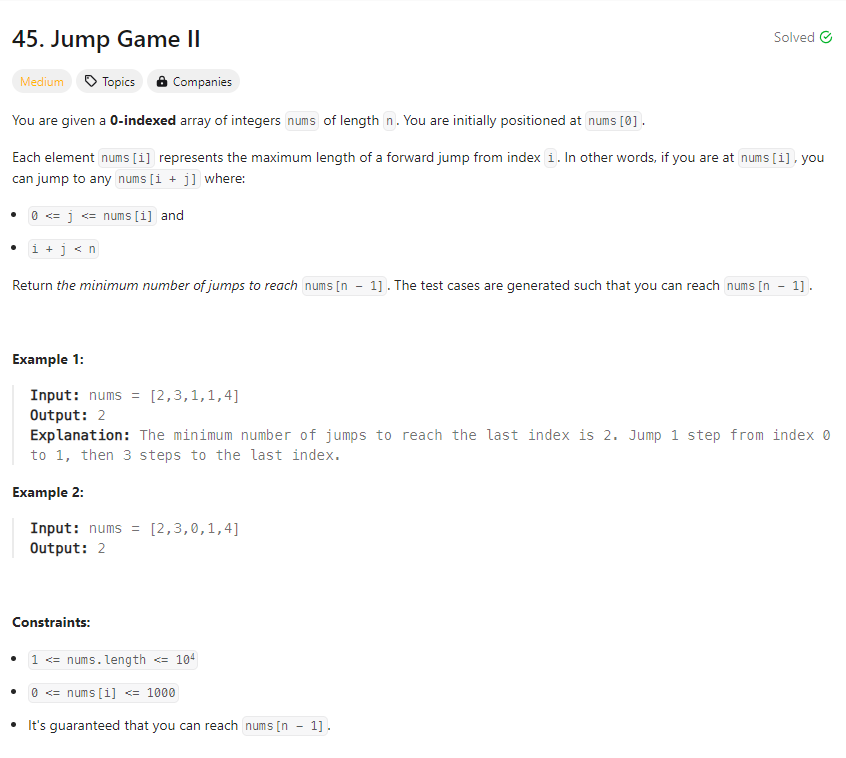 45. Jump Game II
Solved
Medium Topics Companies
You are given a 0-indexed array of integers nums of length n. You are initially positioned at nums[0].
Each element nums[i] represents the maximum length of a forward jump from index i. In other words, if you are at nums[i], you
can jump to any nums[i + j] where:
• 0 <= j <= nums[i] and
• i + j < n
Return the minimum number of jumps to reach nums[n - 1]. The test cases are generated such that you can reach nums[n - 1].
Example 1:
Input: nums = [2,3,1,1,4]
Output: 2
Explanation: The minimum number of jumps to reach the last index is 2. Jump 1 step from index 0
to 1, then 3 steps to the last index.
Example 2:
Input: nums = [2,3,0,1,4]
Output: 2
Constraints:
• 1 <= nums.length <= 10⁴
• 0 <= nums[i] <= 1000
• It's guaranteed that you can reach nums[n - 1].